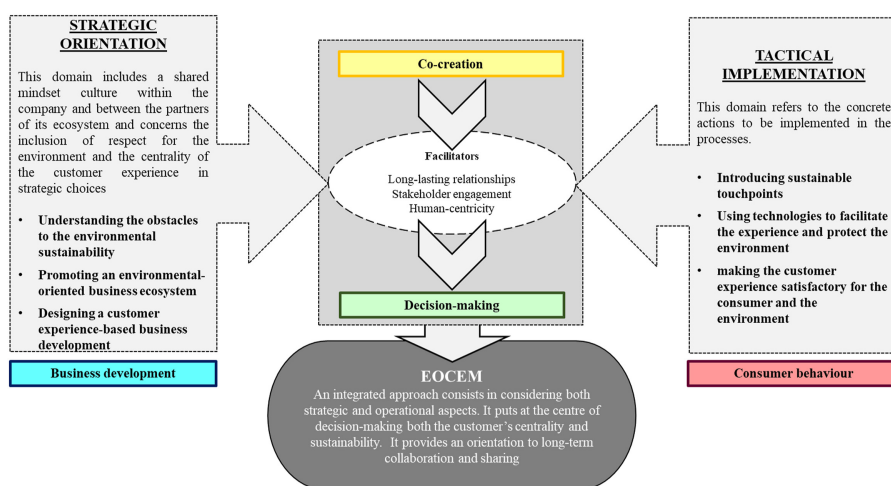 STRATEGIC
ORIENTATION
This domain includes a shared
mindset culture within the
company and between the partners
of its ecosystem and concerns the
inclusion of respect for the
environment and the centrality of
the customer experience in
strategic choices
• Understanding the obstacles
to the environmental
sustainability
• Promoting an environmental-
oriented business ecosystem
• Designing a customer
experience-based business
development
Business development
Co-creation
Facilitators
Long-lasting relationships
Stakeholder engagement
Human-centricity
Decision-making
EOCEM
An integrated approach consists in considering both
strategic and operational aspects. It puts at the centre of
decision-making both the customer's centrality and
sustainability. It provides an orientation to long-term
collaboration and sharing
TACTICAL
IMPLEMENTATION
This domain refers to the concrete
actions to be implemented in the
processes.
• Introducing sustainable
touchpoints
• Using technologies to facilitate
the experience and protect the
environment
• making the customer
experience satisfactory for the
consumer and the
environment
Consumer behaviour